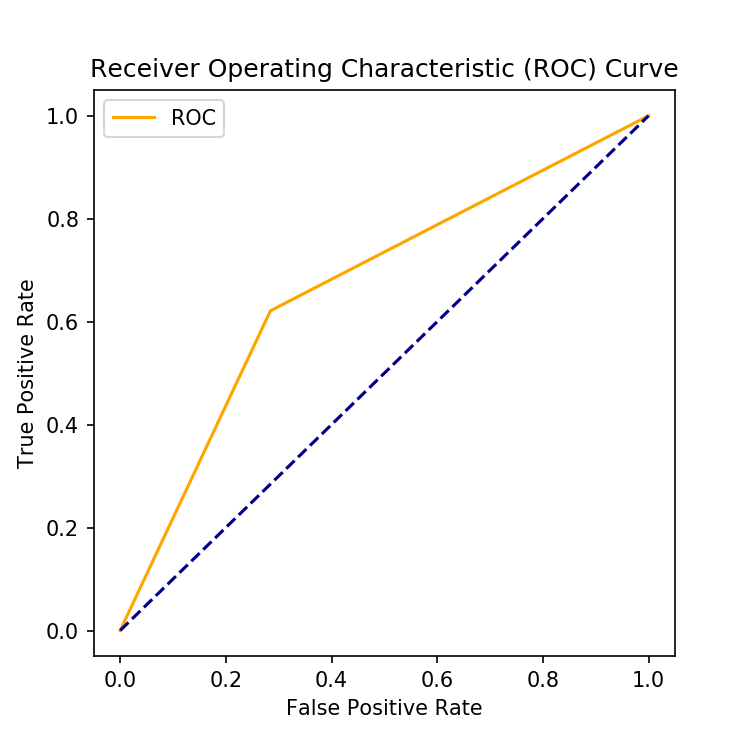 Receiver Operating Characteristic (ROC) Curve
ROC
1.0
0.8
0.6
0.4
0.2
0.0
True Positive Rate
0.0 0.2 0.4 0.6 0.8 1.0
False Positive Rate